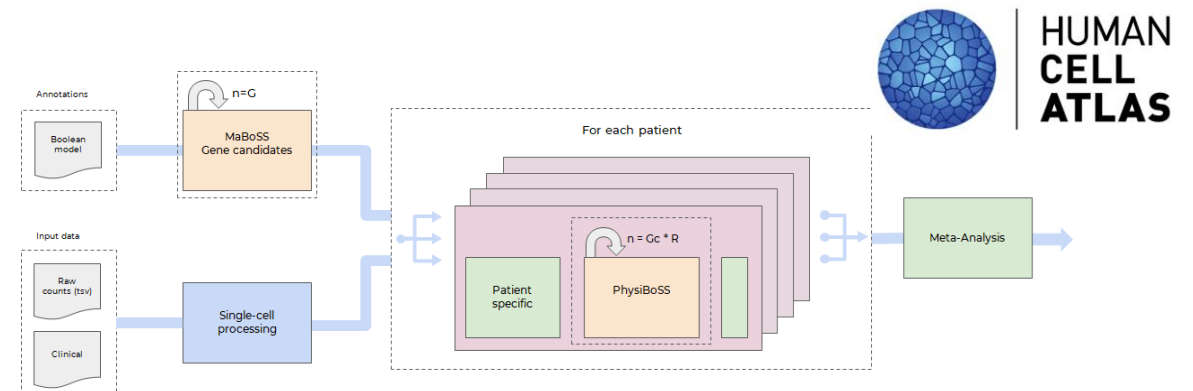 HUMAN
CELL
ATLAS
Annotations
n=G
Boolean
model
MaBoSS
Gene candidates
For each patient
Input data
Raw
counts (tsv)
Clinical
Single-cell
processing
n = Gc * R
Patient
specific
PhysiBoSS
Meta-Analysis